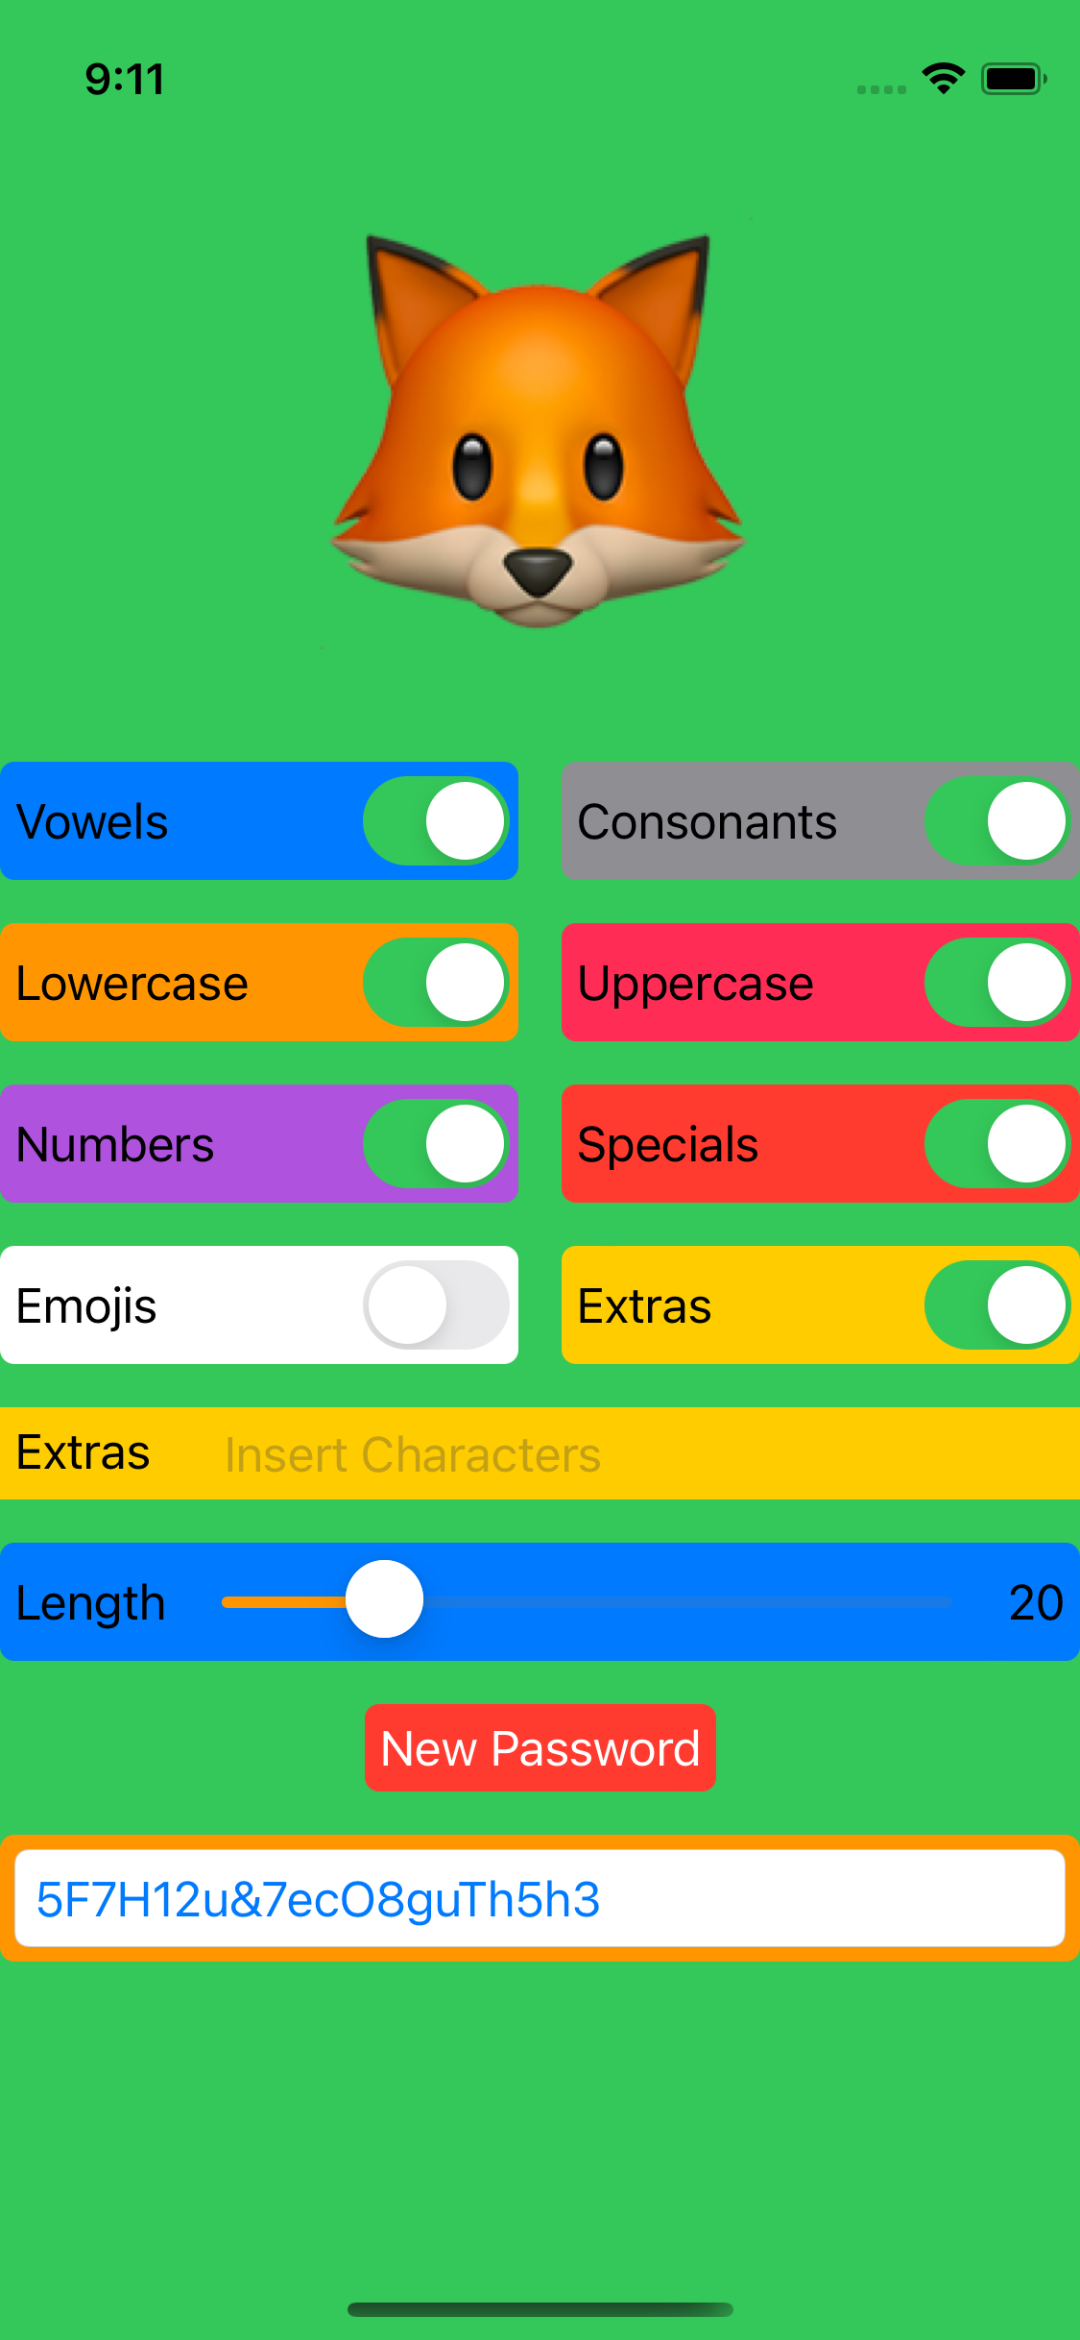 9:11
Vowels
Consonants
Lowercase
Uppercase
Numbers
Specials
Emojis
Extras
Extras Insert Characters
Length 20
New Password
5F7H12u&7ecO8guTh5h3